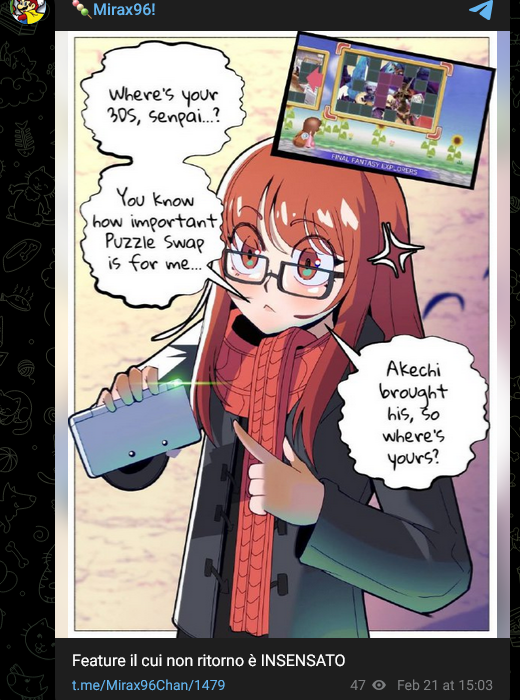 Mirax96!
Where's your
3DS, senpai...?
You know
how important
Puzzle Swap
is for me...
FINAL FANTASY EXPLORERS
Akechi
brought
his, so
where's
yours?
Feature il cui non ritorno è INSENSATO
t.me/Mirax96Chan/1479
47
Feb 21 at 15:03